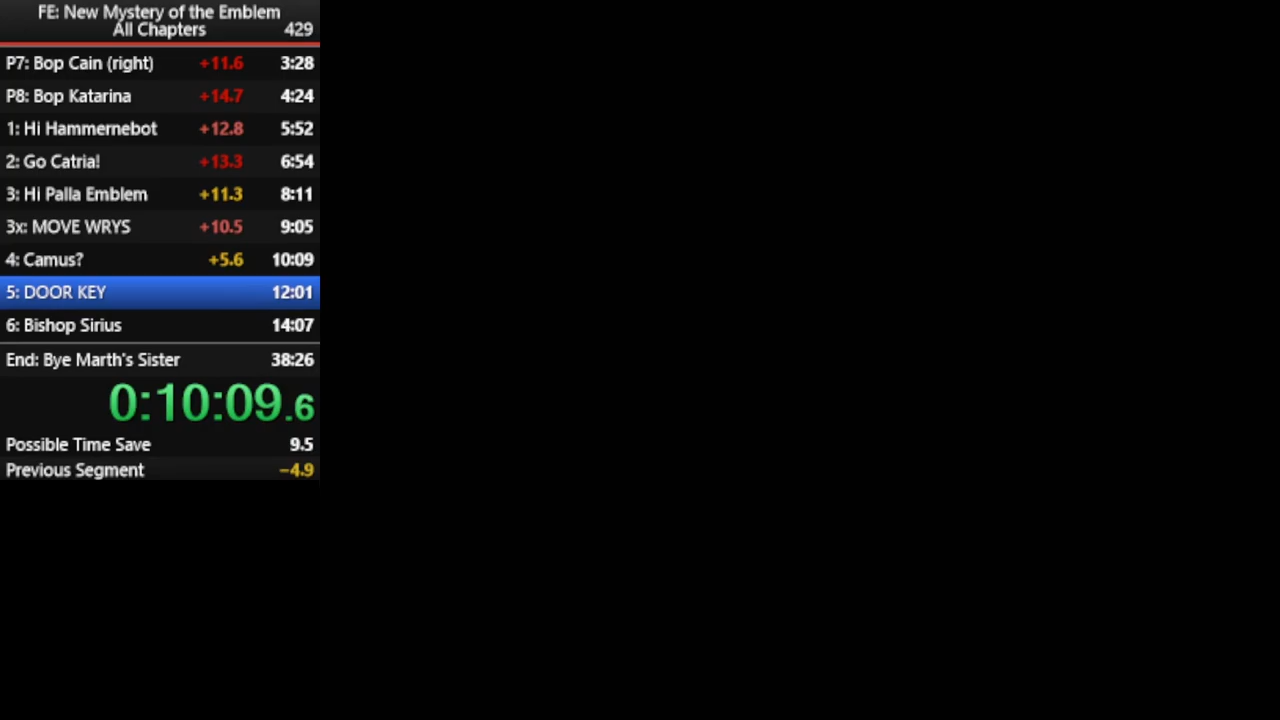 FE: New Mystery of the Emblem
All Chapters 429
P7: Bop Cain (right) +11.6 3:28
P8: Bop Katarina +14.7 4:24
1: Hi Hammernebot +12.8 5:52
2: Go Catria! +13.3 6:54
3: Hi Palla Emblem +11.3 8:11
3x: MOVE WRYS +10.5 9:05
4: Camus? +5.6 10:09
5: DOOR KEY 12:01
6: Bishop Sirius 14:07
End: Bye Marth's Sister 38:26
0:10:09.6
Possible Time Save 9.5
Previous Segment −4.9